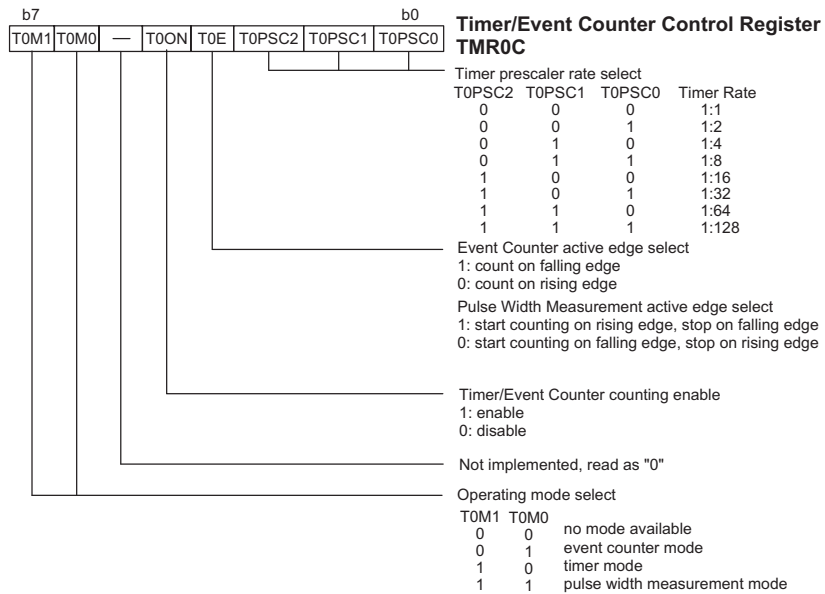 b7 b0
Timer/Event Counter Control Register
TMR0C
T0M1 T0M0 — T0ON T0E T0PSC2 T0PSC1 T0PSC0
Timer prescaler rate select
T0PSC2 T0PSC1 T0PSC0 Timer Rate
0 0 0 1:1
0 0 1 1:2
0 1 0 1:4
0 1 1 1:8
1 0 0 1:16
1 0 1 1:32
1 1 0 1:64
1 1 1 1:128
Event Counter active edge select
1: count on falling edge
0: count on rising edge
Pulse Width Measurement active edge select
1: start counting on rising edge, stop on falling edge
0: start counting on falling edge, stop on rising edge
Timer/Event Counter counting enable
1: enable
0: disable
Not implemented, read as "0"
Operating mode select
T0M1 T0M0
0 0 no mode available
0 1 event counter mode
1 0 timer mode
1 1 pulse width measurement mode